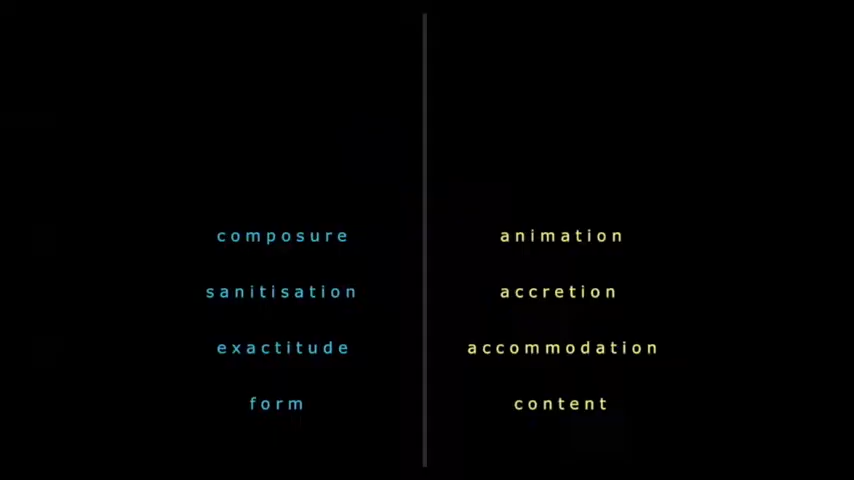 composure animation
sanitisation accretion
exactitude accommodation
form content